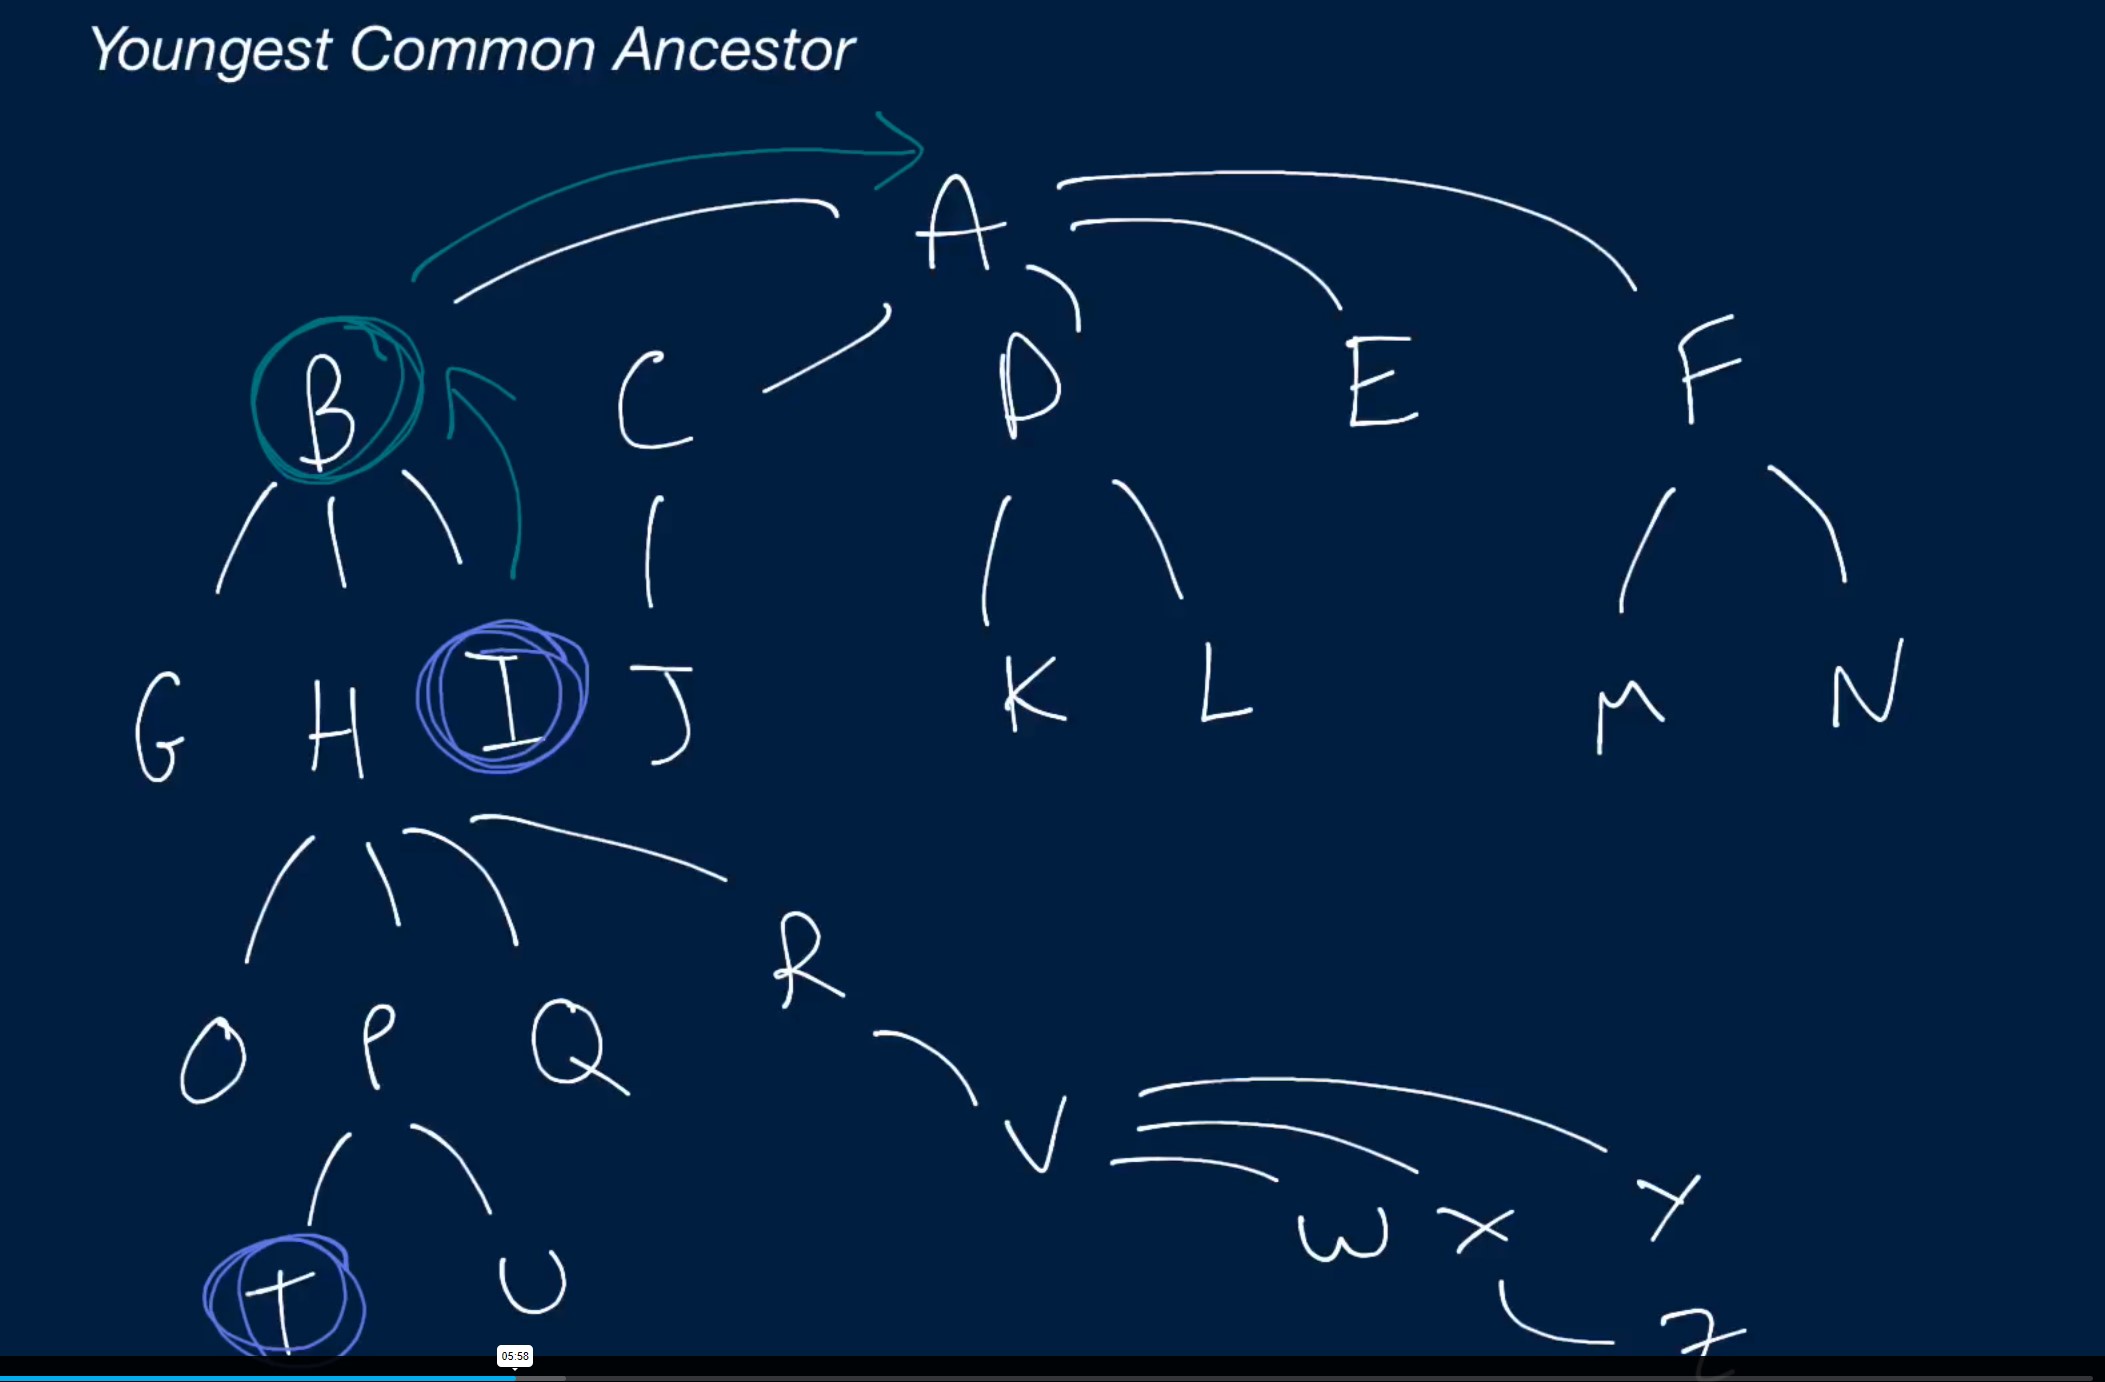 Youngest Common Ancestor
A
B C D E F
G H I J K L M N
O P Q R
T U V W X Y
Z
05:58